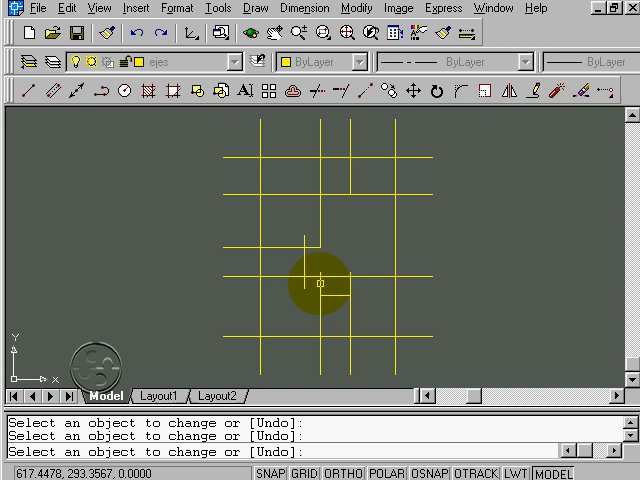 File Edit View Insert Format Tools Draw Dimension Modify Image Express Window Help
ejes ByLayer ByLayer ByLayer
A
Y
X
Model Layout1 Layout2
Select an object to change or [Undo]:
Select an object to change or [Undo]:
Select an object to change or [Undo]:
617.4478, 293.3567, 0.0000 SNAP GRID ORTHO POLAR OSNAP OTRACK LWT MODEL